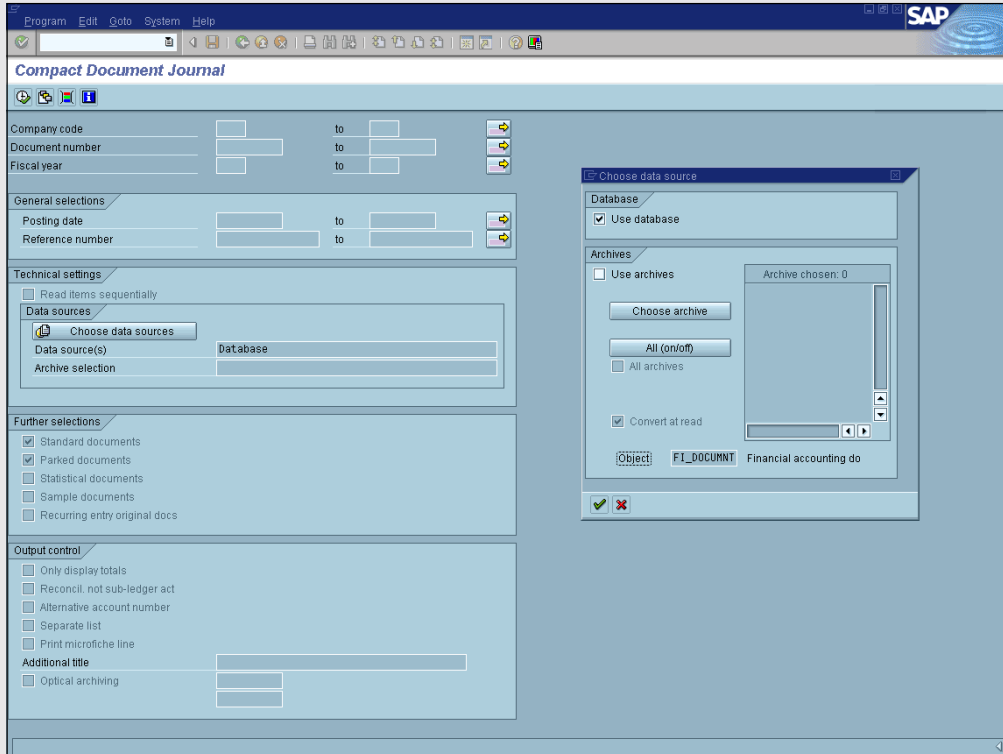 Program Edit Goto System Help
SAP
Compact Document Journal
Company code to
Document number to
Fiscal year to
General selections
Posting date to
Reference number to
Technical settings
Read items sequentially
Data sources
Choose data sources
Data source(s) Database
Archive selection
Further selections
Standard documents
Parked documents
Statistical documents
Sample documents
Recurring entry original docs
Output control
Only display totals
Reconcil. not sub-ledger act
Alternative account number
Separate list
Print microfiche line
Additional title
Optical archiving
Choose data source
Database
Use database
Archives
Use archives
Archive chosen: 0
Choose archive
All (on/off)
All archives
Convert at read
Object FI_DOCUMNT Financial accounting do